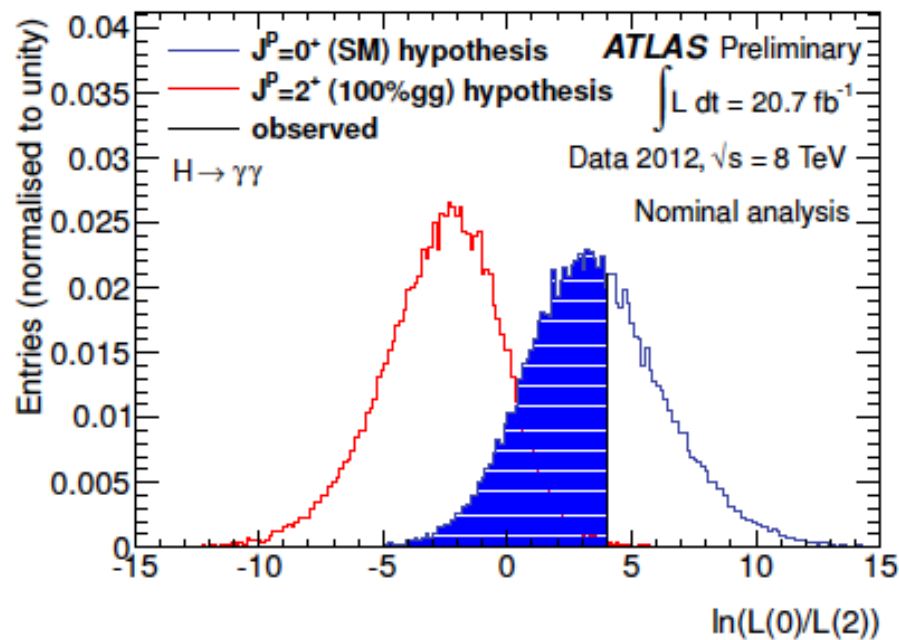 J^P=0^+ (SM) hypothesis
J^P=2^+ (100%gg) hypothesis
observed
H→γγ
ATLAS Preliminary
∫L dt = 20.7 fb^-1
Data 2012, √s = 8 TeV
Nominal analysis
Entries (normalised to unity)
0.04
0.035
0.03
0.025
0.02
0.015
0.01
0.005
0
-15
-10
-5
0
5
10
15
ln(L(0)/L(2))